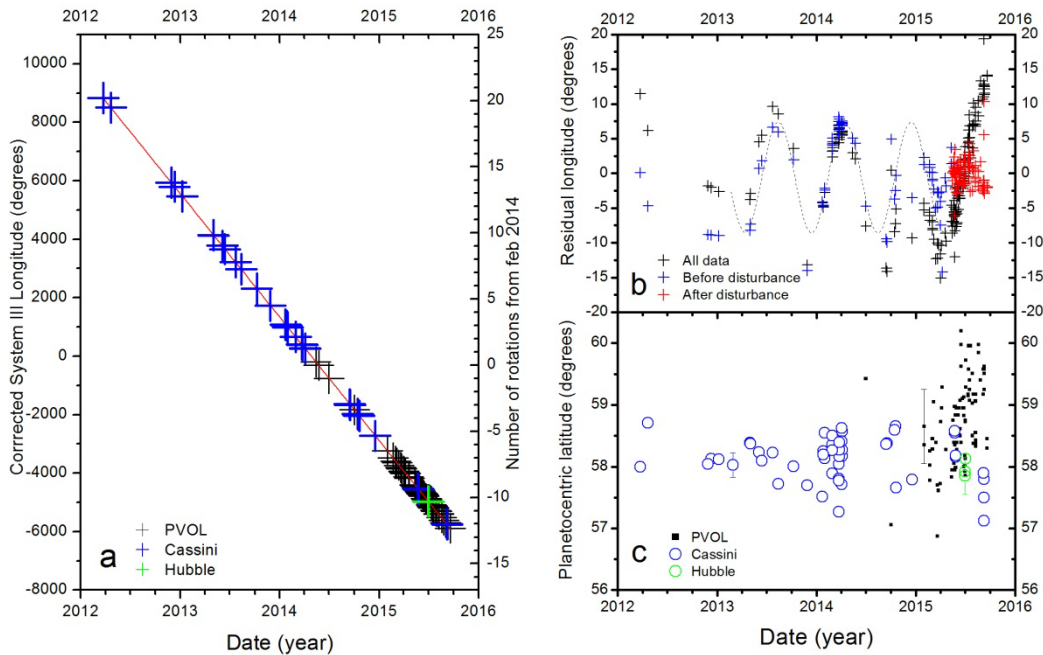 2012 2013 2014 2015 2016
Corrected System III Longitude (degrees)
10000
8000
6000
4000
2000
0
-2000
-4000
-6000
-8000
25
20
15
10
5
0
-5
-10
-15
Number of rotations from feb 2014
PVOL
Cassini
Hubble
a
2012 2013 2014 2015 2016
Date (year)
2012 2013 2014 2015 2016
Residual longitude (degrees)
20
15
10
5
0
-5
-10
-15
-20
20
15
10
5
0
-5
-10
-15
-20
All data
Before disturbance
After disturbance
b
Planetocentric latitude (degrees)
60
59
58
57
56
60
59
58
57
56
PVOL
Cassini
Hubble
c
2012 2013 2014 2015 2016
Date (year)